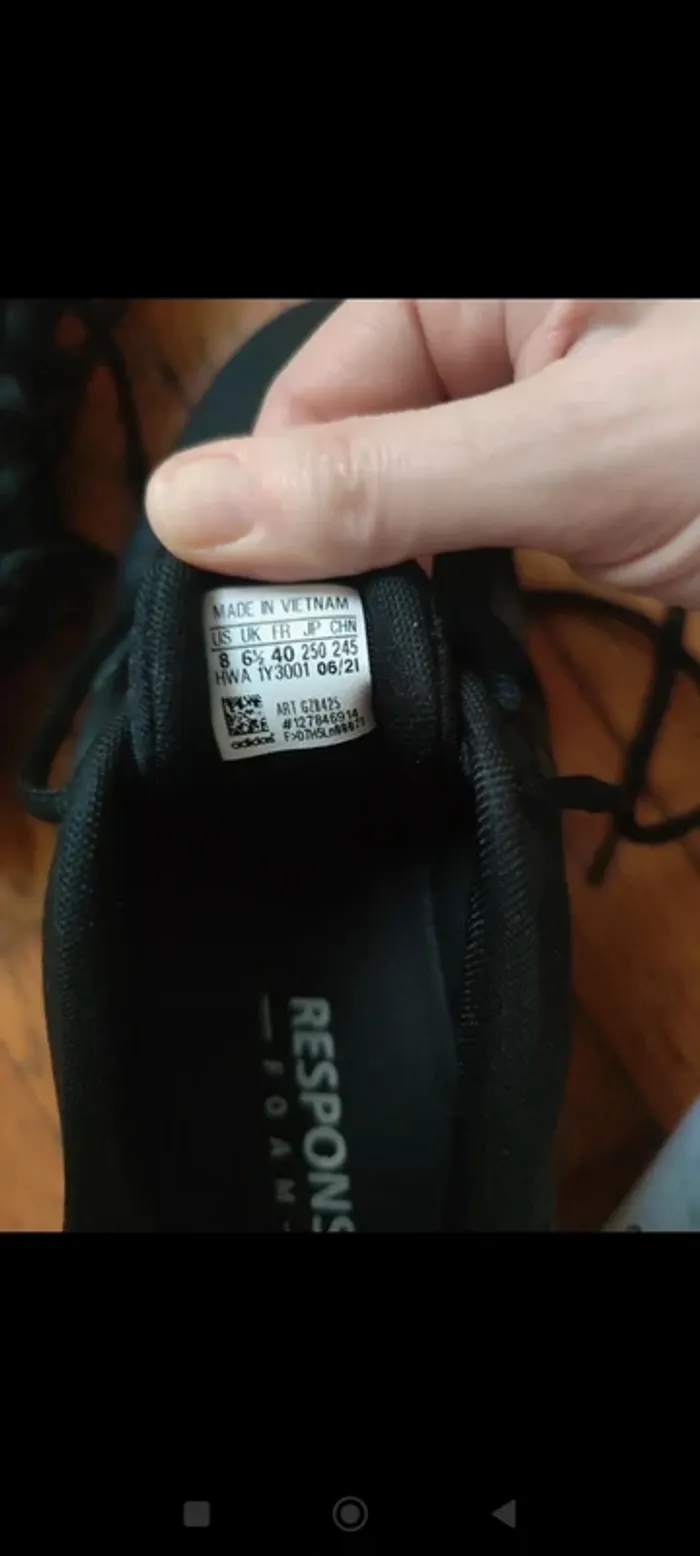 MADE IN VIETNAM
US UK FR JP CHN
8 6½ 40 250 245
HWA 1Y3001 06/21
ART
#127846914
adidas
RESPONS
FOAM